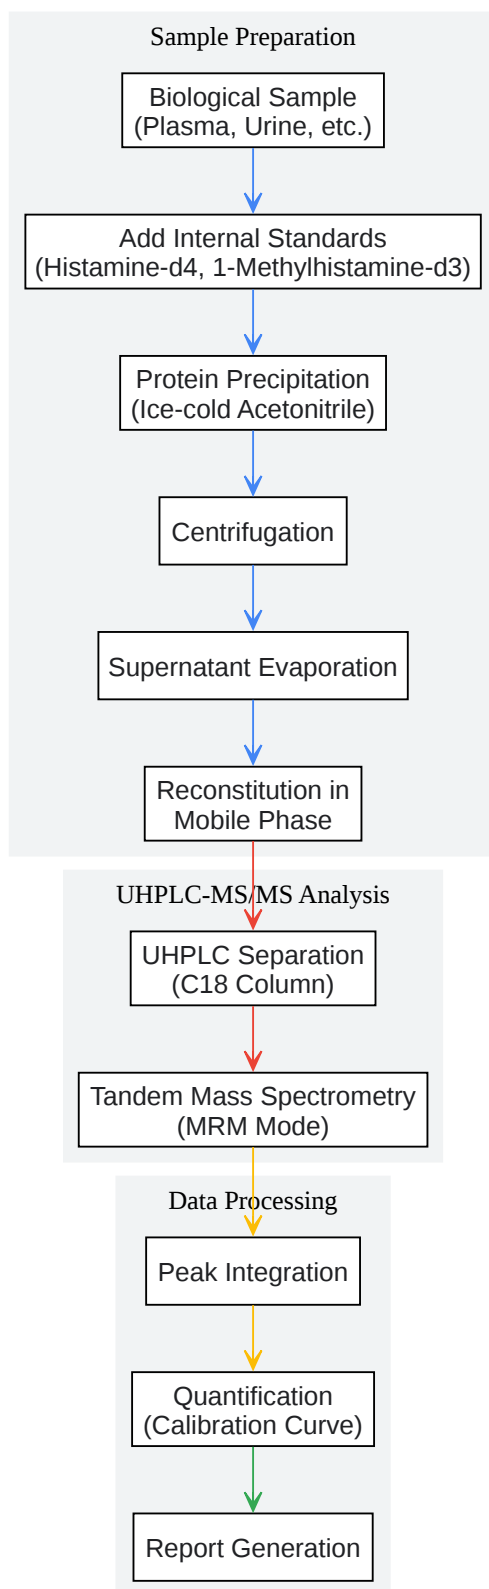 Sample Preparation
Biological Sample
(Plasma, Urine, etc.)
Add Internal Standards
(Histamine-d4, 1-Methylhistamine-d3)
Protein Precipitation
(Ice-cold Acetonitrile)
Centrifugation
Supernatant Evaporation
Reconstitution in
Mobile Phase
UHPLC-MS/MS Analysis
UHPLC Separation
(C18 Column)
Tandem Mass Spectrometry
(MRM Mode)
Data Processing
Peak Integration
Quantification
(Calibration Curve)
Report Generation